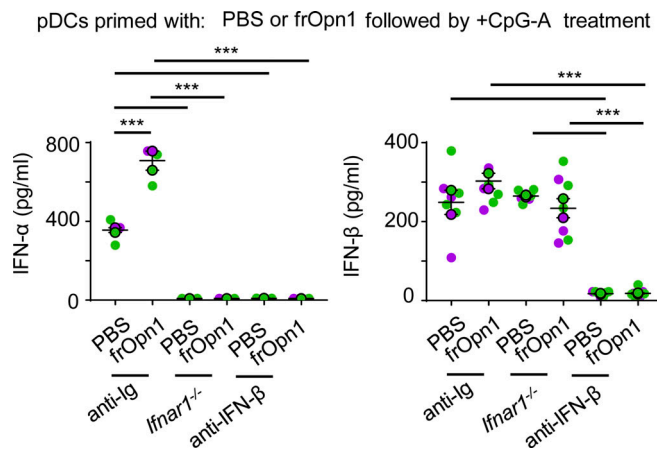 pDCs primed with: PBS or frOpn1 followed by +CpG-A treatment
***
***
***
***
IFN-α (pg/ml)
800
400
0
PBS
frOpn1
PBS
frOpn1
PBS
frOpn1
anti-Ig
Ifnar1-/-
anti-IFN-β
***
***
IFN-β (pg/ml)
400
200
0
PBS
frOpn1
PBS
frOpn1
PBS
frOpn1
anti-Ig
Ifnar1-/-
anti-IFN-β